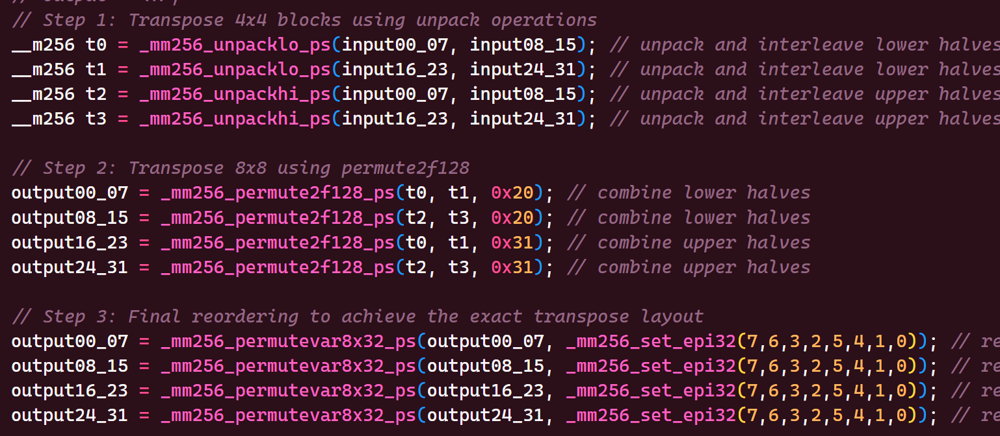 // Step 1: Transpose 4x4 blocks using unpack operations
__m256 t0 = _mm256_unpacklo_ps(input00_07, input08_15); // unpack and interleave lower halves
__m256 t1 = _mm256_unpacklo_ps(input16_23, input24_31); // unpack and interleave lower halves
__m256 t2 = _mm256_unpackhi_ps(input00_07, input08_15); // unpack and interleave upper halves
__m256 t3 = _mm256_unpackhi_ps(input16_23, input24_31); // unpack and interleave upper halves
// Step 2: Transpose 8x8 using permute2f128
output00_07 = _mm256_permute2f128_ps(t0, t1, 0x20); // combine lower halves
output08_15 = _mm256_permute2f128_ps(t2, t3, 0x20); // combine lower halves
output16_23 = _mm256_permute2f128_ps(t0, t1, 0x31); // combine upper halves
output24_31 = _mm256_permute2f128_ps(t2, t3, 0x31); // combine upper halves
// Step 3: Final reordering to achieve the exact transpose layout
output00_07 = _mm256_permutevar8x32_ps(output00_07, _mm256_set_epi32(7,6,3,2,5,4,1,0)); // re
output08_15 = _mm256_permutevar8x32_ps(output08_15, _mm256_set_epi32(7,6,3,2,5,4,1,0)); // re
output16_23 = _mm256_permutevar8x32_ps(output16_23, _mm256_set_epi32(7,6,3,2,5,4,1,0)); // re
output24_31 = _mm256_permutevar8x32_ps(output24_31, _mm256_set_epi32(7,6,3,2,5,4,1,0)); // re